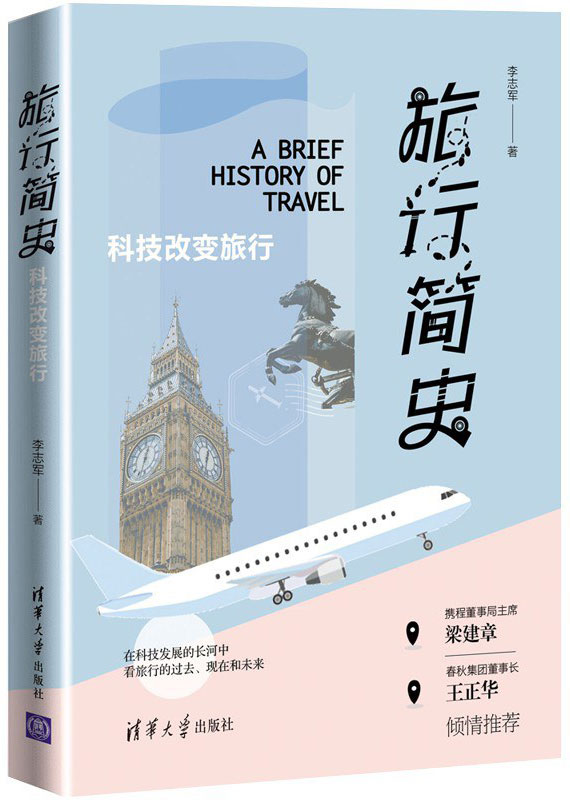 旅行简史
科技改变旅行
李志军——著
清华大学出版社
李志军——著
旅行简史
A BRIEF
HISTORY OF
TRAVEL
科技改变旅行
在科技发展的长河中
看旅行的过去、现在和未来
清华大学出版社
携程董事局主席
梁建章
春秋集团董事长
王正华
倾情推荐